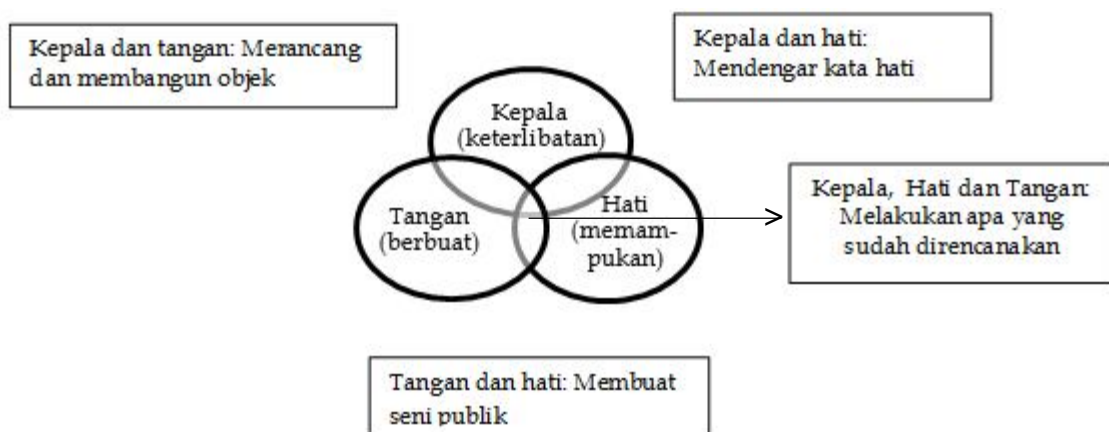 Kepala dan tangan: Merancang
dan membangun objek
Kepala dan hati:
Mendengar kata hati
Kepala
(keterlibatan)
Tangan
(berbuat)
Hati
(memam-
pukan)
Kepala, Hati dan Tangan:
Melakukan apa yang
sudah direncanakan
Tangan dan hati: Membuat
seni publik